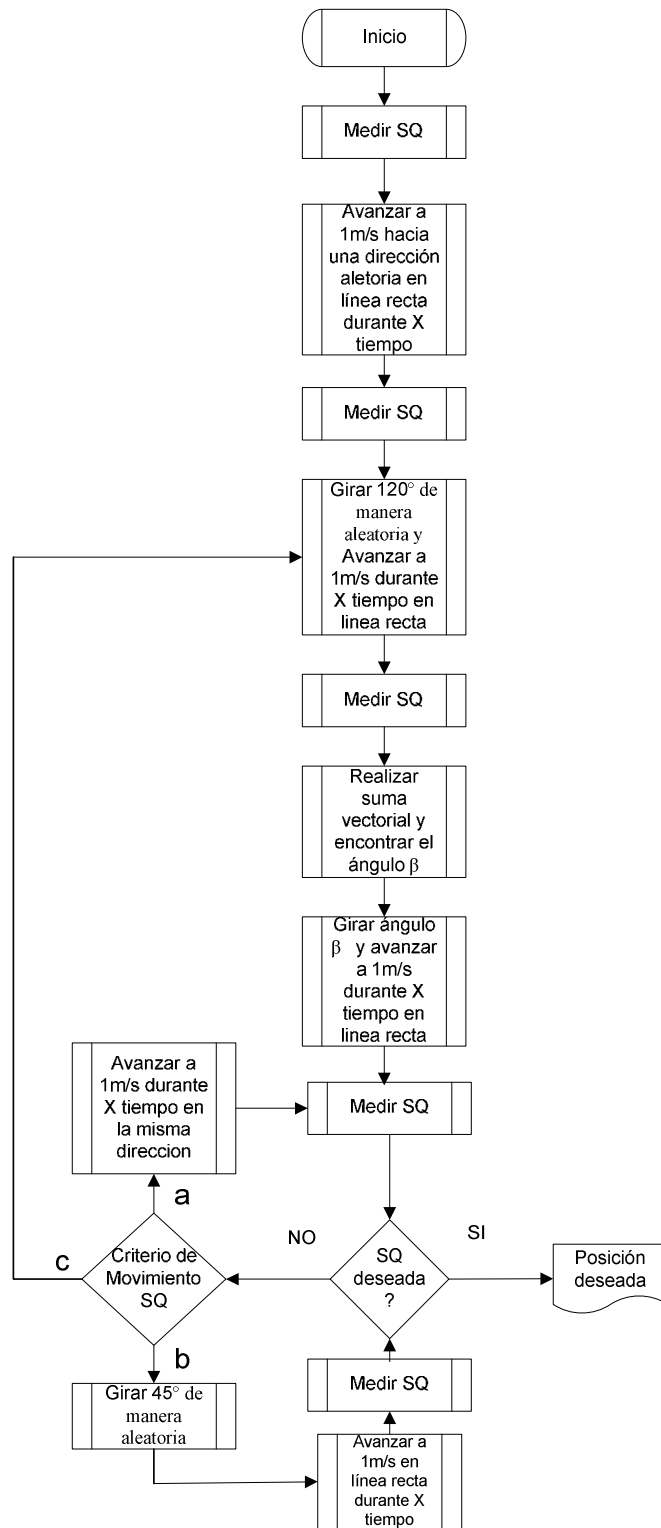 Inicio
Medir SQ
Avanzar a
1m/s hacia
una dirección
aletoria en
línea recta
durante X
tiempo
Medir SQ
Girar 120° de
manera
aleatoria y
Avanzar a
1m/s durante
X tiempo en
linea recta
Medir SQ
Realizar
suma
vectorial y
encontrar el
ángulo β
Girar ángulo
β y avanzar
a 1m/s
durante X
tiempo en
linea recta
Avanzar a
1m/s durante
X tiempo en
la misma
direccion
Medir SQ
a
c
Criterio de
Movimiento
SQ
NO
SQ
deseada
?
SI
Posición
deseada
b
Girar 45° de
manera
aleatoria
Medir SQ
Avanzar a
1m/s en
línea recta
durante X
tiempo